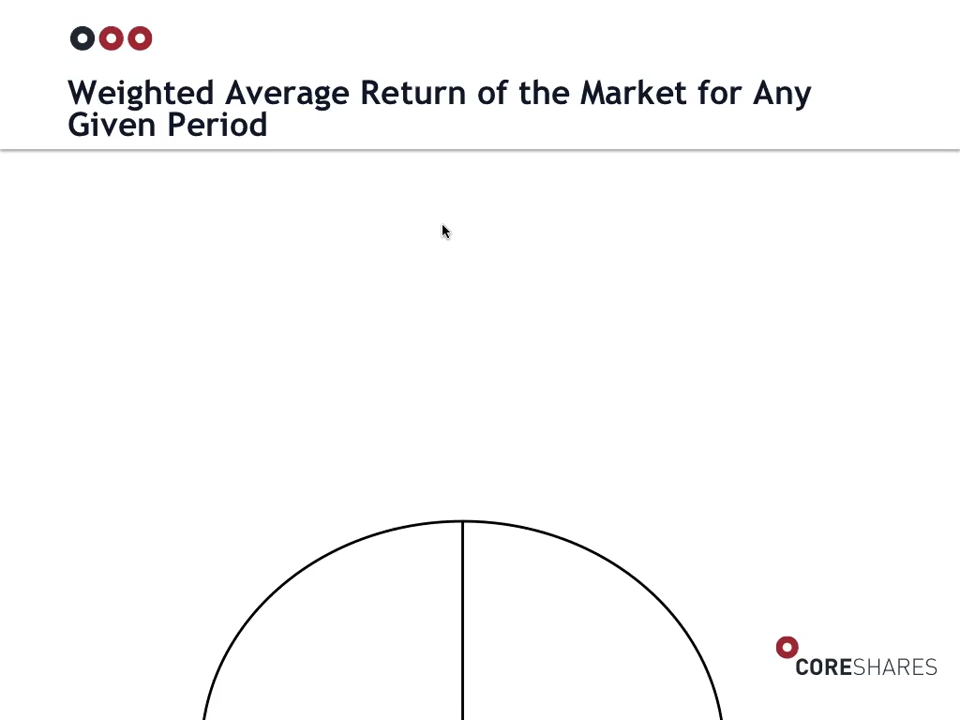 Weighted Average Return of the Market for Any
Given Period
CORESHARES